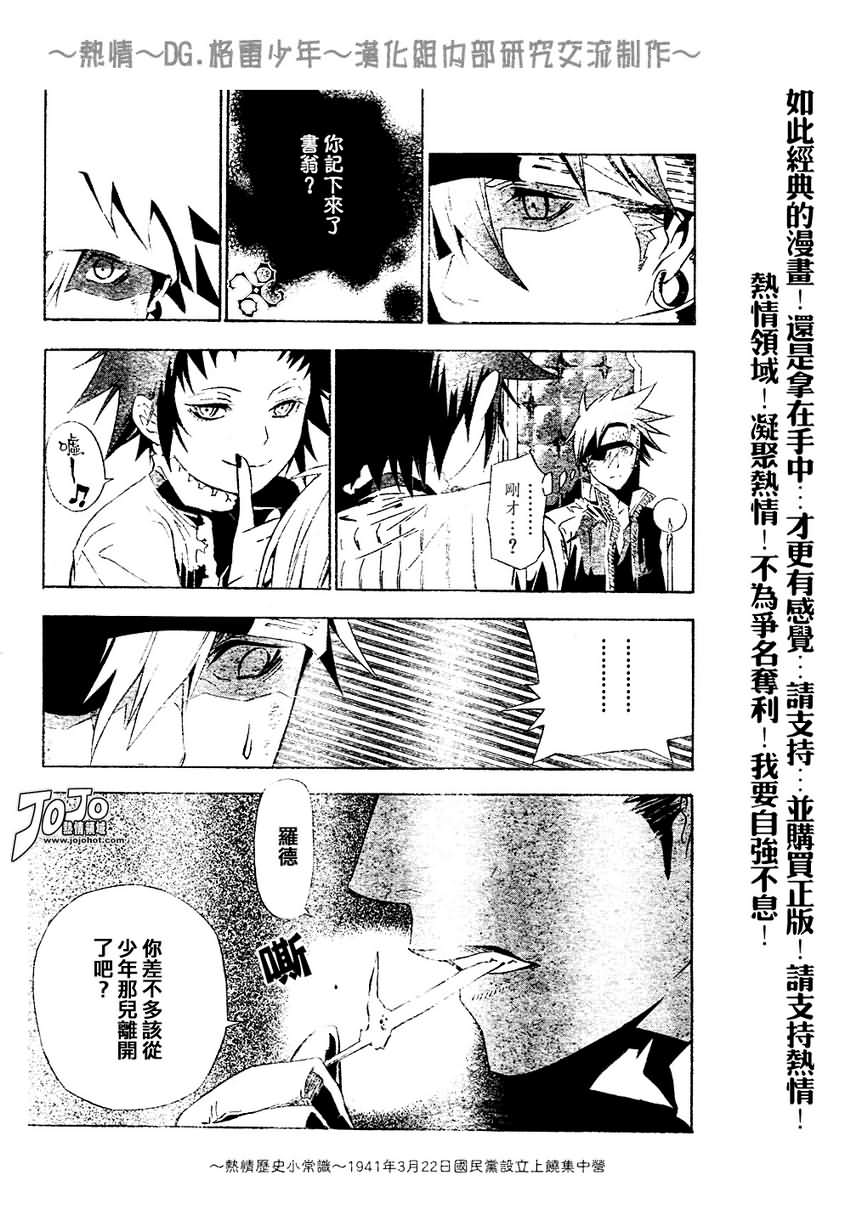 ～熱情～DG.格雷少年～漢化組内部研究交流制作～
如此經典的漫畫！還是拿在手中…才更有感覺…請支持…並購買正版！請支持熱情！
熱情領域！凝聚熱情！不為爭名奪利！我要自強不息！
你記下來了
書翁？
………
剛才…？
噓
………
………
羅德
嘶
你差不多該從
少年那兒離開
了吧？
JoJo
熱情領域
www.jojohot.com
～熱情歷史小常識～1941年3月22日國民黨設立上饒集中營